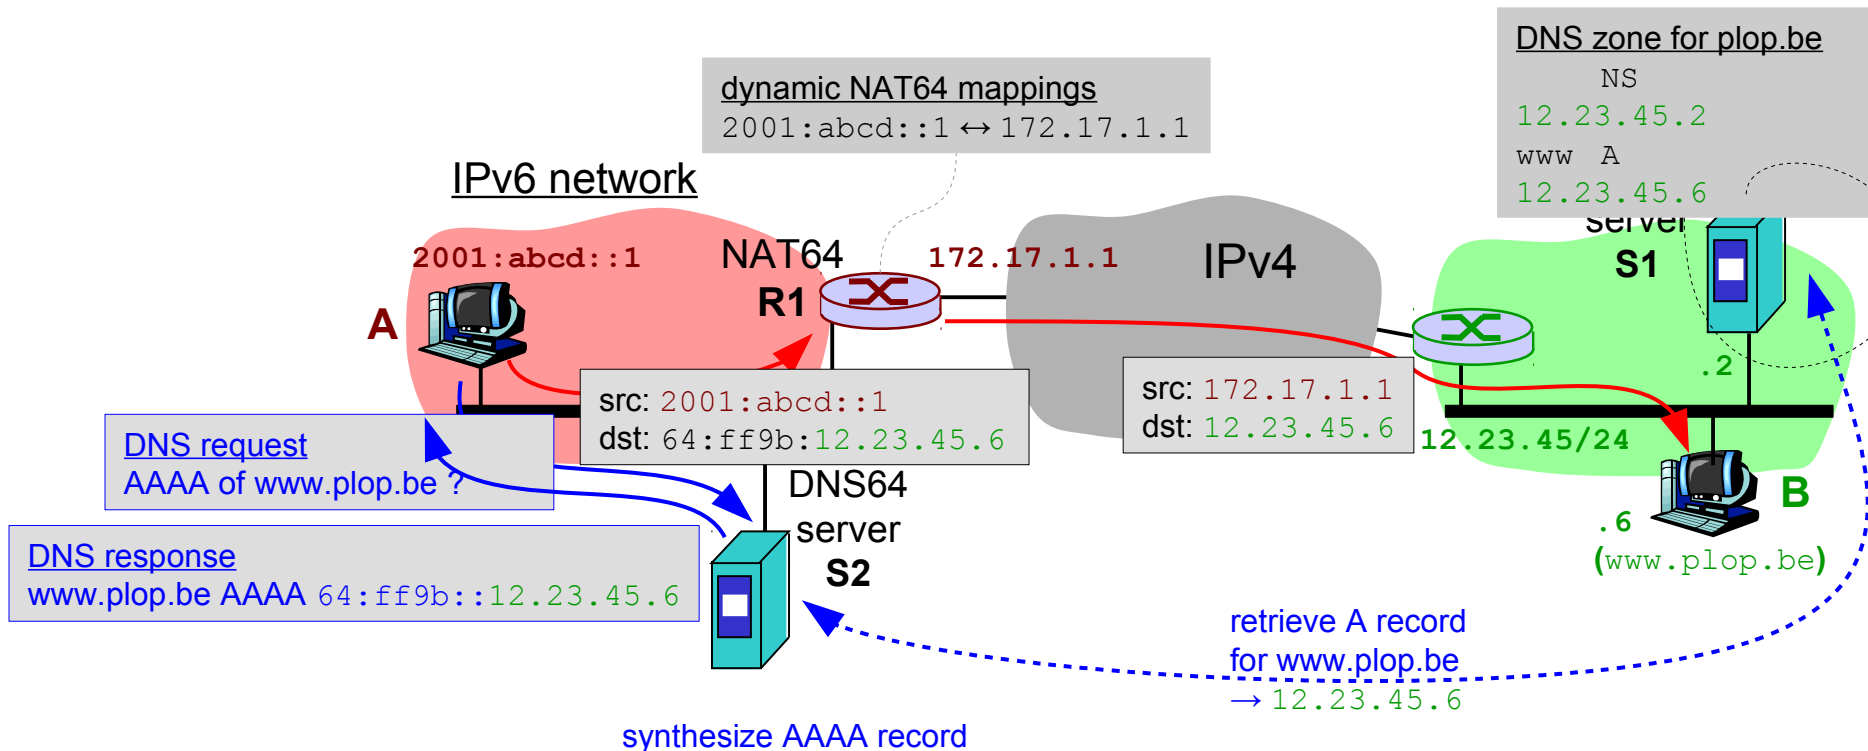 DNS zone for plop.be
NS
12.23.45.2
www A
12.23.45.6
dynamic NAT64 mappings
2001:abcd::1 ↔ 172.17.1.1
IPv6 network
2001:abcd::1
NAT64
R1
172.17.1.1
IPv4
server
S1
A
.2
src: 2001:abcd::1
dst: 64:ff9b:12.23.45.6
src: 172.17.1.1
dst: 12.23.45.6
12.23.45/24
DNS request
AAAA of www.plop.be ?
DNS64
server
S2
B
.6
(www.plop.be)
DNS response
www.plop.be AAAA 64:ff9b::12.23.45.6
retrieve A record
for www.plop.be
→ 12.23.45.6
synthesize AAAA record